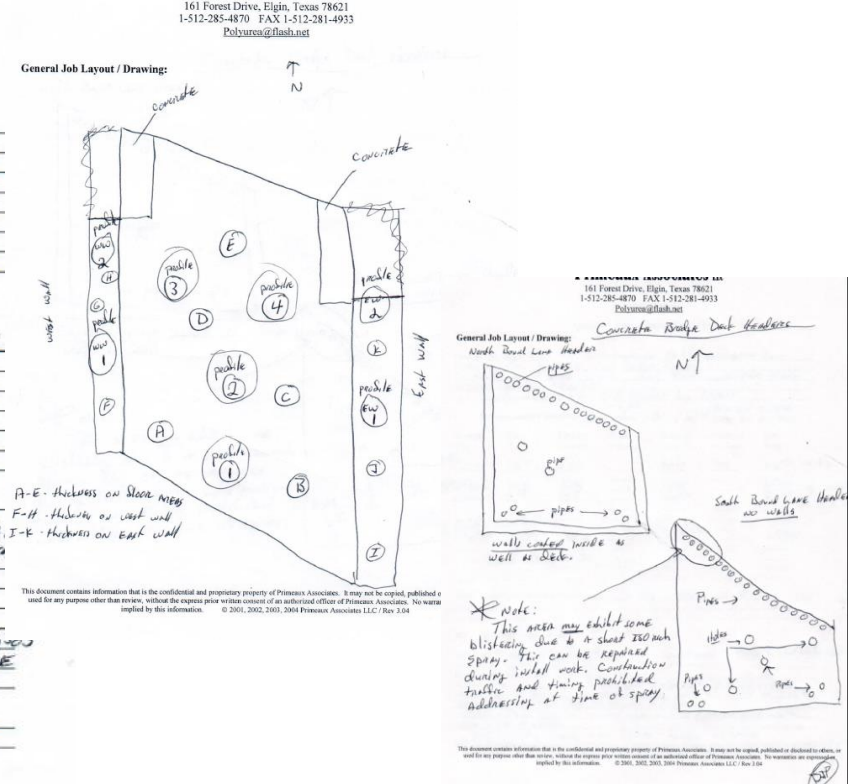 161 Forest Drive, Elgin, Texas 78621
1-512-285-4870 FAX 1-512-281-4933
Polyurea@flash.net
General Job Layout / Drawing:
N
CONCRETE
CONCRETE
profile
WW
2
H
G
profile
WW
1
F
west wall
E
profile
3
profile
4
D
profile
2
C
A
profile
1
B
profile
EW
2
K
profile
EW
1
J
I
East wall
A-E - thickness on floor AREAS
F-H - thickness on west wall
I-K - thickness on EAST wall
This document contains information that is the confidential and proprietary property of Primeaux Associates. It may not be copied, published o
used for any purpose other than review, without the express prior written consent of an authorized officer of Primeaux Associates. No warran
implied by this information. © 2001, 2002, 2003, 2004 Primeaux Associates LLC / Rev 3.04
E
Primeaux Associates
161 Forest Drive, Elgin, Texas 78621
1-512-285-4870 FAX 1-512-281-4933
Polyurea@flash.net
General Job Layout / Drawing:
Concrete Bridge Deck Headers
North Bound Lane Header
N
pipes
pipe
pipes
walls coated INSIDE AS
well AS DECK.
South Bound LANE Header
NO WALLS
Pipes
Holes
Pipes
Pipes
Note:
This AREA may exhibit some
blistering due to A short ISO rich
spray. This CAN be REPAIRED
during install work. Construction
traffic AND timing prohibited
Addressing at time of spray.
This document contains information that is the confidential and proprietary property of Primeaux Associates. It may not be copied, published or disclosed to others, or
used for any purpose other than review, without the express prior written consent of an authorized officer of Primeaux Associates. No warranties are expressed or
implied by this information. © 2001, 2002, 2003, 2004 Primeaux Associates LLC / Rev 3.04